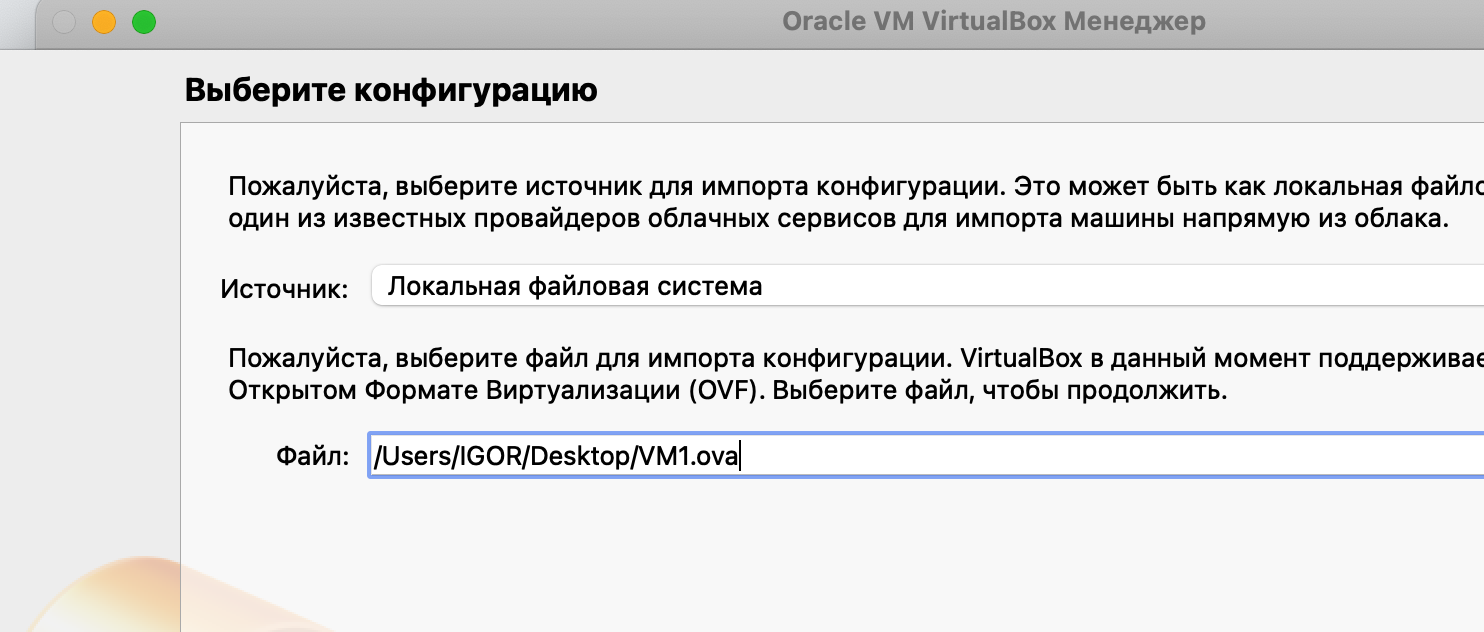 Oracle VM VirtualBox Менеджер
Выберите конфигурацию
Пожалуйста, выберите источник для импорта конфигурации. Это может быть как локальная
один из известных провайдеров облачных сервисов для импорта машины напрямую из облака.
Источник: Локальная файловая система
Пожалуйста, выберите файл для импорта конфигурации. VirtualBox в данный момент
Открытом Формате Виртуализации (OVF). Выберите файл, чтобы продолжить.
Файл: /Users/IGOR/Desktop/VM1.ova